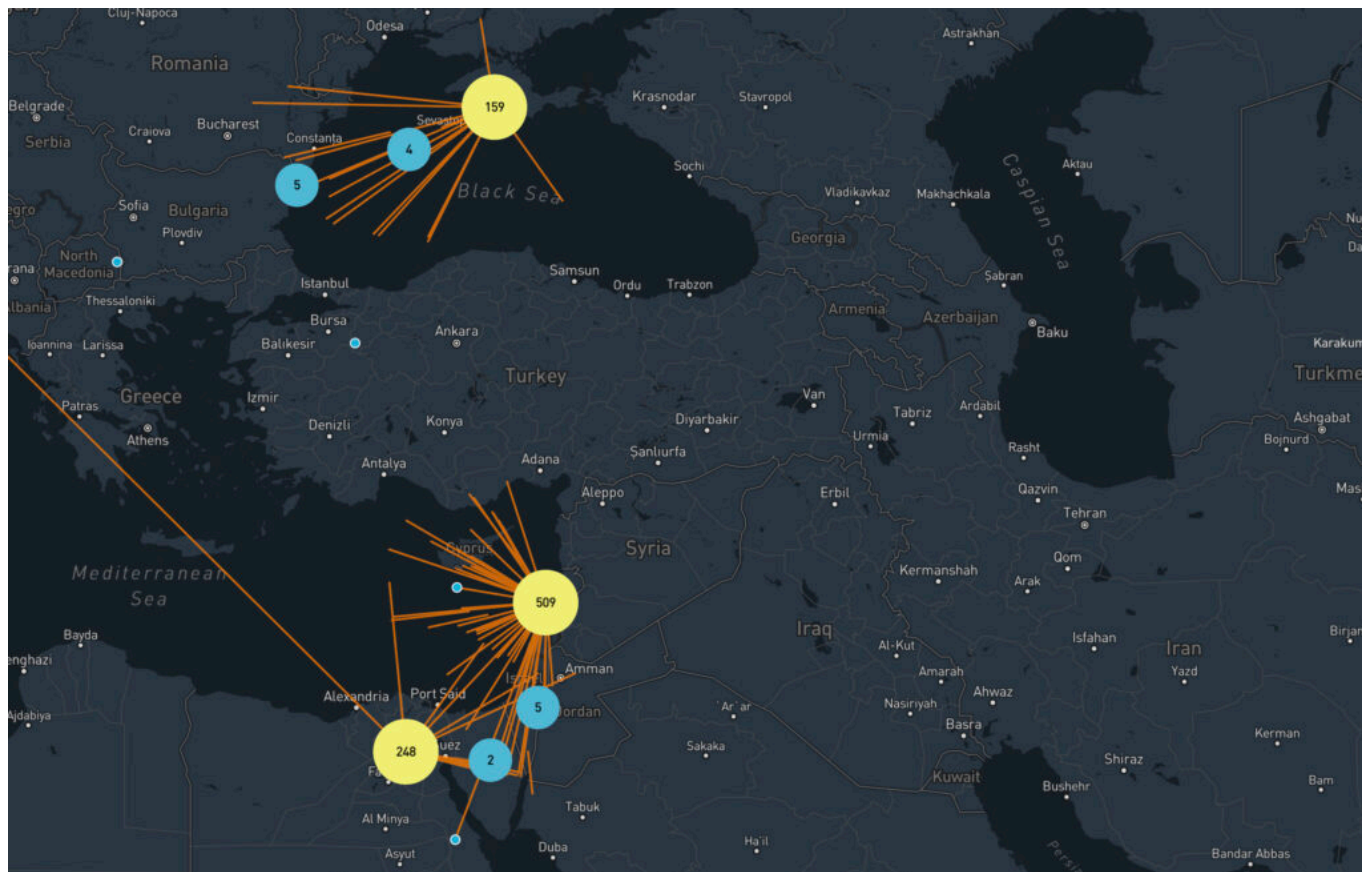 Cluj-Napoca
Odesa
Astrakhan
Romania
Krasnodar
Stavropol
159
Belgrade
Craiova
Bucharest
Constanta
Serbia
4
Black Sea
Sochi
Aktau
Caspian Sea
5
Vladikavkaz
Makhachkala
Sofia
Bulgaria
Plovdiv
Georgia
North
Macedonia
Albania
Thessaloniki
Istanbul
Samsun
Ordu
Trabzon
Şabran
Armenia
Azerbaijan
Baku
Bursa
Balıkesir
Ankara
Ioannina
Larissa
Turkey
Greece
Patras
Athens
Izmir
Denizli
Konya
Antalya
Adana
Diyarbakir
Şanlıurfa
Van
Tabriz
Ardabil
Urmia
Rasht
Ashgabat
Bojnurd
Qazvin
Tehran
Aleppo
Erbil
Cyprus
Syria
Qom
Arak
Kermanshah
Mediterranean
Sea
509
Iraq
Isfahan
Iran
Yazd
Bayda
Al-Kut
Amarah
Ahwaz
Nasiriyah
Basra
Amman
Alexandria
Port Said
5
Jordan
`Ar`ar
Sakaka
248
2
Kuwait
Shiraz
Kerman
Bam
Bushehr
Tabuk
Al Minya
Asyut
Duba
Ha'il
Bandar Abbas